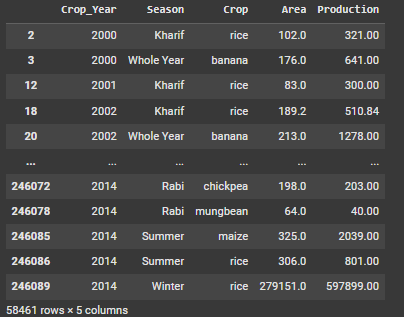 Crop_Year Season Crop Area Production
2 2000 Kharif rice 102.0 321.00
3 2000 Whole Year banana 176.0 641.00
12 2001 Kharif rice 83.0 300.00
18 2002 Kharif rice 189.2 510.84
20 2002 Whole Year banana 213.0 1278.00
... ... ... ... ... ...
246072 2014 Rabi chickpea 198.0 203.00
246078 2014 Rabi mungbean 64.0 40.00
246085 2014 Summer maize 325.0 2039.00
246086 2014 Summer rice 306.0 801.00
246089 2014 Winter rice 279151.0 597899.00
58461 rows × 5 columns